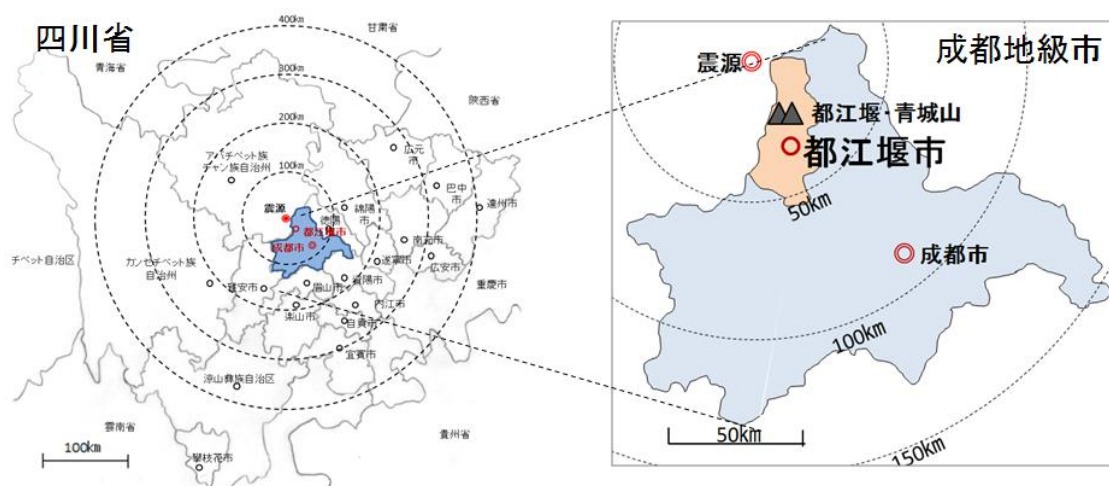 四川省
400km
甘粛省
青海省
300km
陝西省
200km
広元
市
アバチベット族
チャン族自治州
100km
巴中
市
達州市
震源
徳陽
市
綿陽
市
都江堰市
成都市
南充市
チベット自治区
ガンゼチベット族
自治州
遂寧市
広安市
雅安市
眉山市
資陽市
重慶市
楽山市
内江市
自貢市
宜賓市
涼山彝族自治区
雲南省
貴州省
100km
攀枝花市
成都地級市
震源
都江堰・青城山
都江堰市
50km
成都市
100km
50km
150km